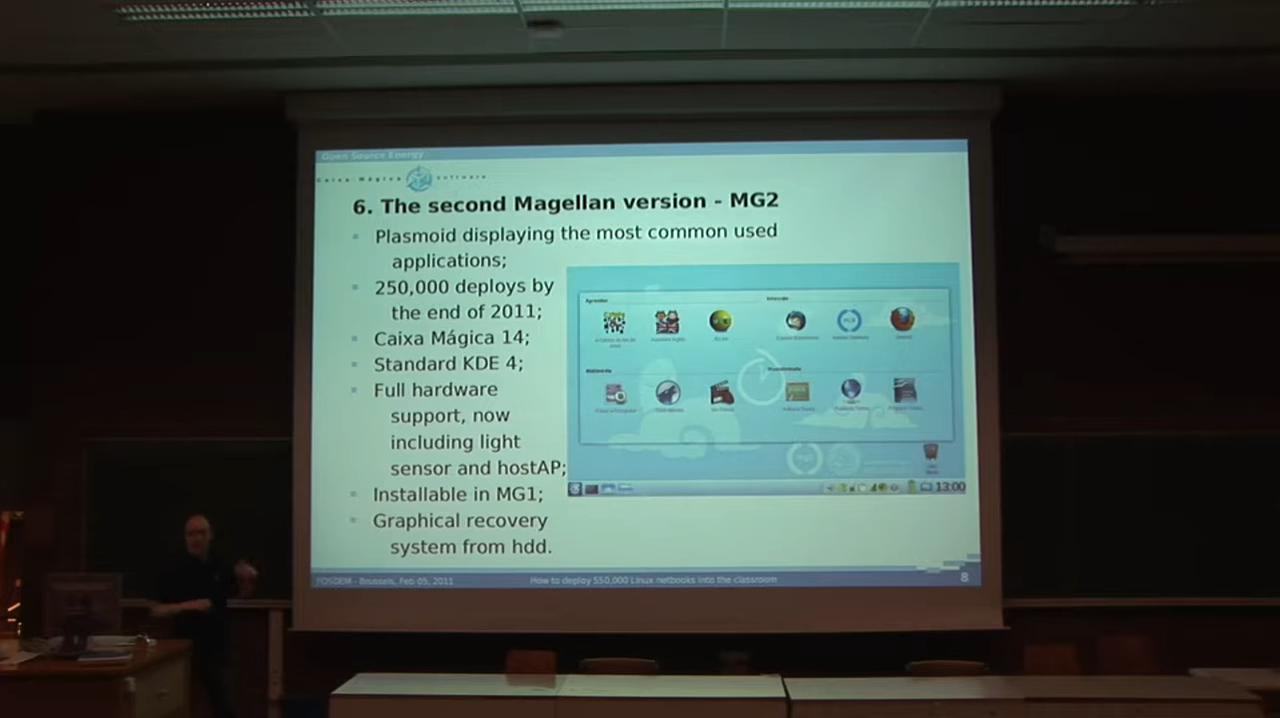 Open Source Energy
Caixa Mágica software
6. The second Magellan version - MG2
Plasmoid displaying the most common used
applications;
250,000 deploys by
the end of 2011;
Caixa Mágica 14;
Standard KDE 4;
Full hardware
support, now
including light
sensor and hostAP;
Installable in MG1;
Graphical recovery
system from hdd.
Aprender
13:00
FOSDEM - Brussels, Feb 05, 2011
How to deploy 550,000 Linux netbooks into the classroom
8